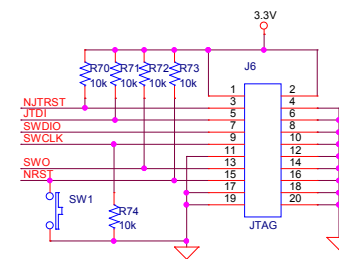 3.3V
R70 R71 R72 R73 J6
10k 10k 10k 10k
1 2
NJTRST 3 4
JTDI 5 6
SWDIO 7 8
SWCLK 9 10
11 12
SWO 13 14
NRST 15 16
17 18
SW1 R74 19 20
10k JTAG